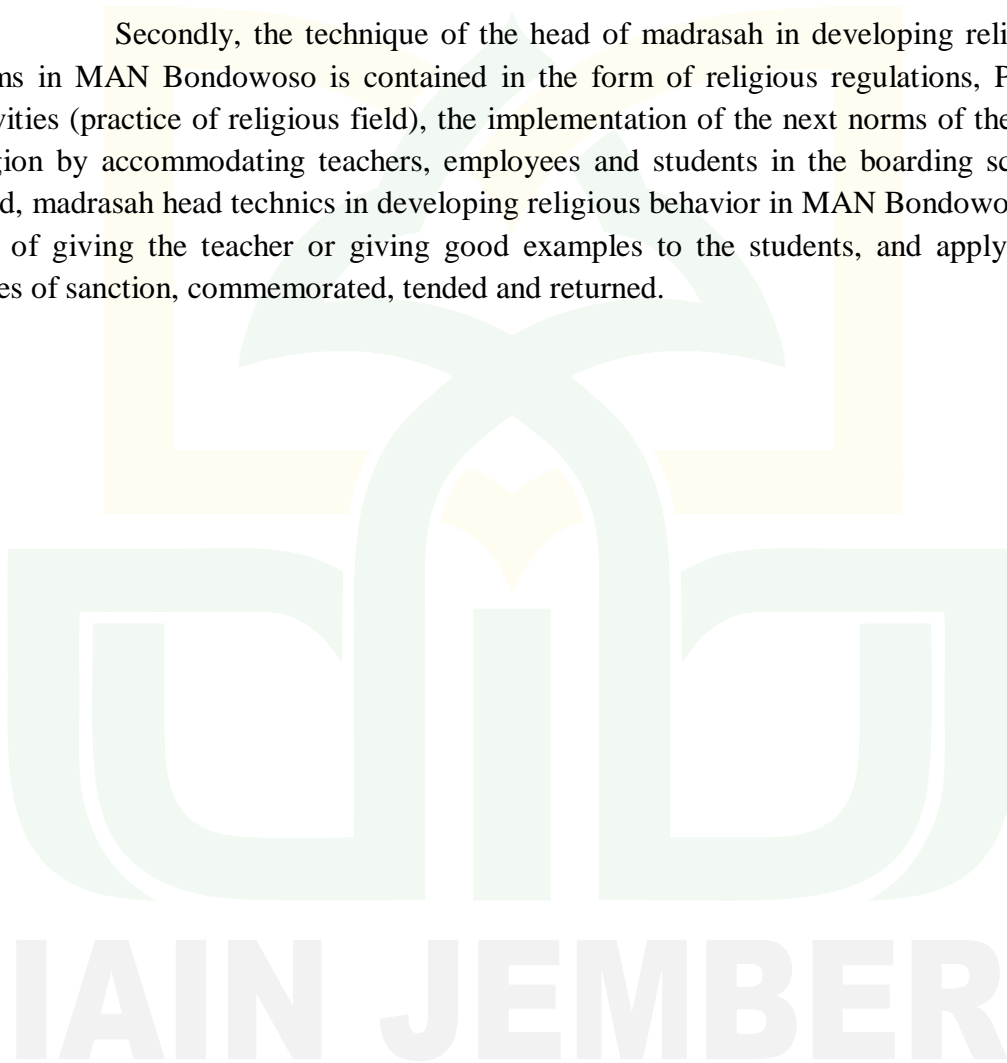 Secondly, the technique of the head of madrasah in developing reli
ms in MAN Bondowoso is contained in the form of religious regulations, P
vities (practice of religious field), the implementation of the next norms of the
gion by accommodating teachers, employees and students in the boarding sc
d, madrasah head technics in developing religious behavior in MAN Bondowo
of giving the teacher or giving good examples to the students, and apply
es of sanction, commemorated, tended and returned.
IAIN JEMBER